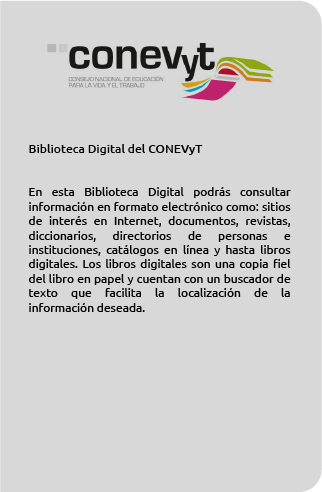 conevyt
CONSEJO NACIONAL DE EDUCACIÓN
PARA LA VIDA Y EL TRABAJO
Biblioteca Digital del CONEVyT
En esta Biblioteca Digital podrás consultar
información en formato electrónico como: sitios
de interés en Internet, documentos, revistas,
diccionarios, directorios de personas e
instituciones, catálogos en línea y hasta libros
digitales. Los libros digitales son una copia fiel
del libro en papel y cuentan con un buscador de
texto que facilita la localización de la
información deseada.